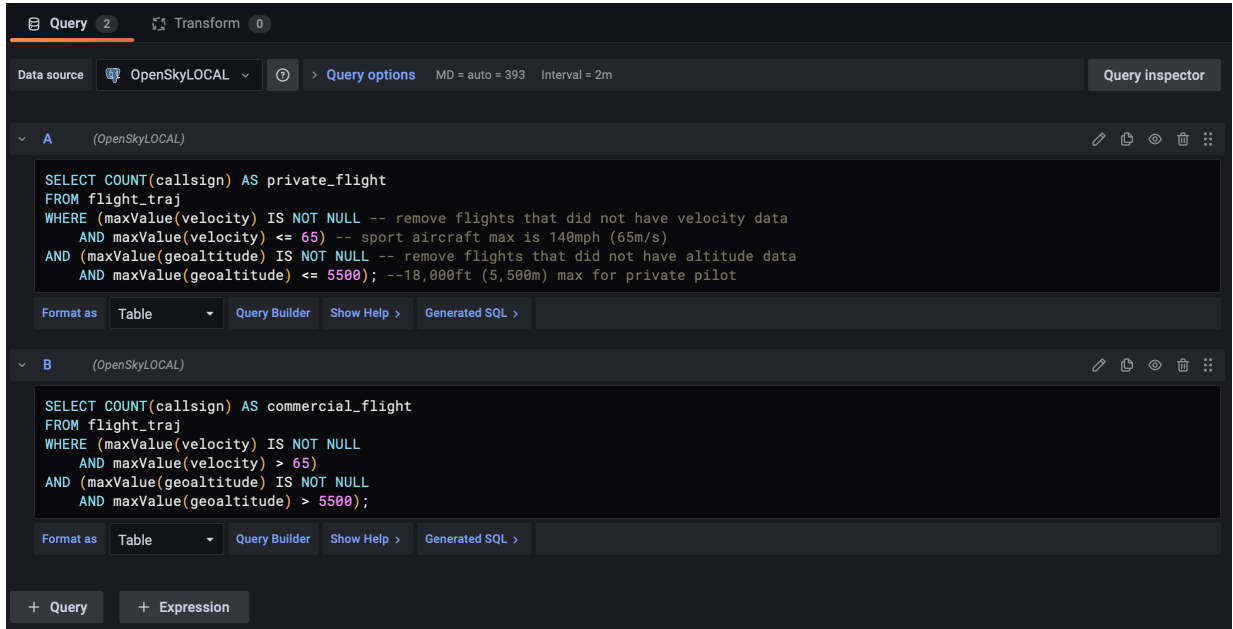 Query 2 Transform 0
Data source OpenSkyLOCAL Query options MD = auto = 393 Interval = 2m Query inspector
A (OpenSkyLOCAL)
SELECT COUNT(callsign) AS private_flight
FROM flight_traj
WHERE (maxValue(velocity) IS NOT NULL -- remove flights that did not have velocity data
AND maxValue(velocity) <= 65) -- sport aircraft max is 140mph (65m/s)
AND (maxValue(geoaltitude) IS NOT NULL -- remove flights that did not have altitude data
AND maxValue(geoaltitude) <= 5500); --18,000ft (5,500m) max for private pilot
Format as Table Query Builder Show Help > Generated SQL >
B (OpenSkyLOCAL)
SELECT COUNT(callsign) AS commercial_flight
FROM flight_traj
WHERE (maxValue(velocity) IS NOT NULL
AND maxValue(velocity) > 65)
AND (maxValue(geoaltitude) IS NOT NULL
AND maxValue(geoaltitude) > 5500);
Format as Table Query Builder Show Help > Generated SQL >
+ Query + Expression